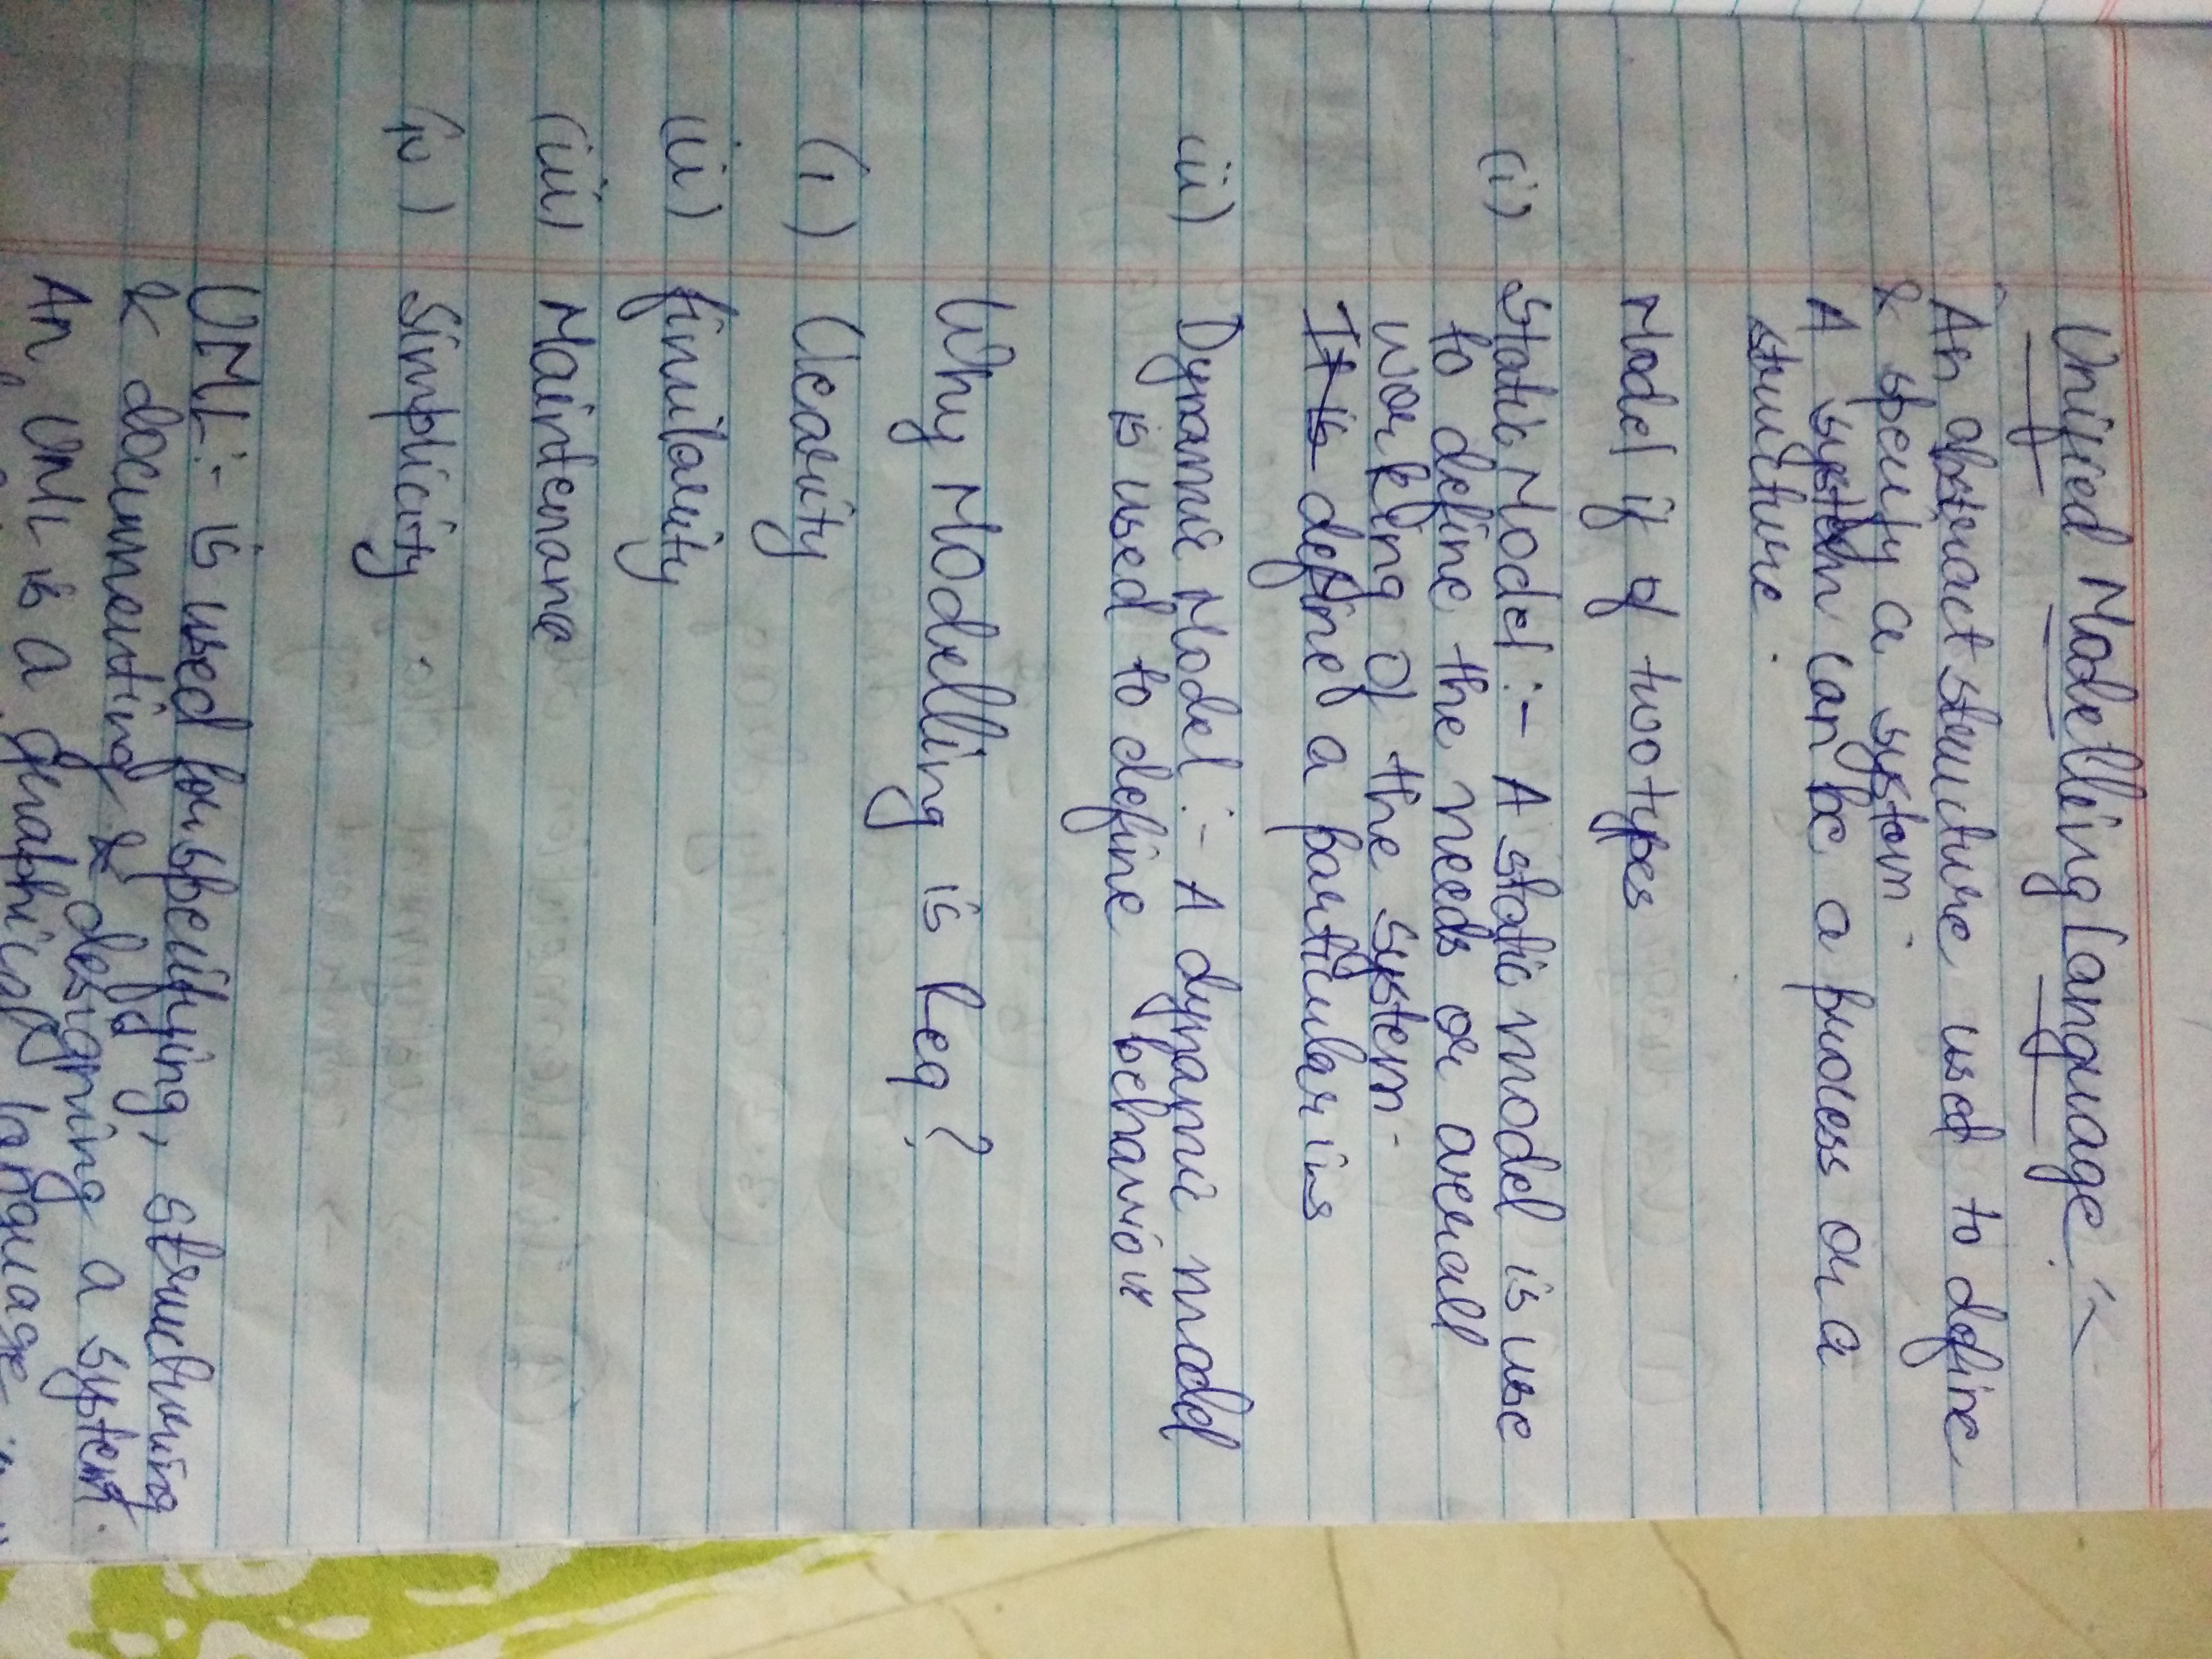 Unified Modelling Language :-
An abstract structure used to define
& specify a system.
A system can be a process or a
structure.
Model if of two types
(i) Static Model :- A static model is use
to define the needs or overall
working of the system.
It is define a particular is
ii) Dynamic Model :- A dynamic model
is used to define behavior
Why Modelling is Req?
(i) Clearity
(ii) fimilarity
(iii) Maintenance
(iv) Simplicity
UML :- is used for specifying, structuring
& documenting & designing a system.
An UML is a graphical language